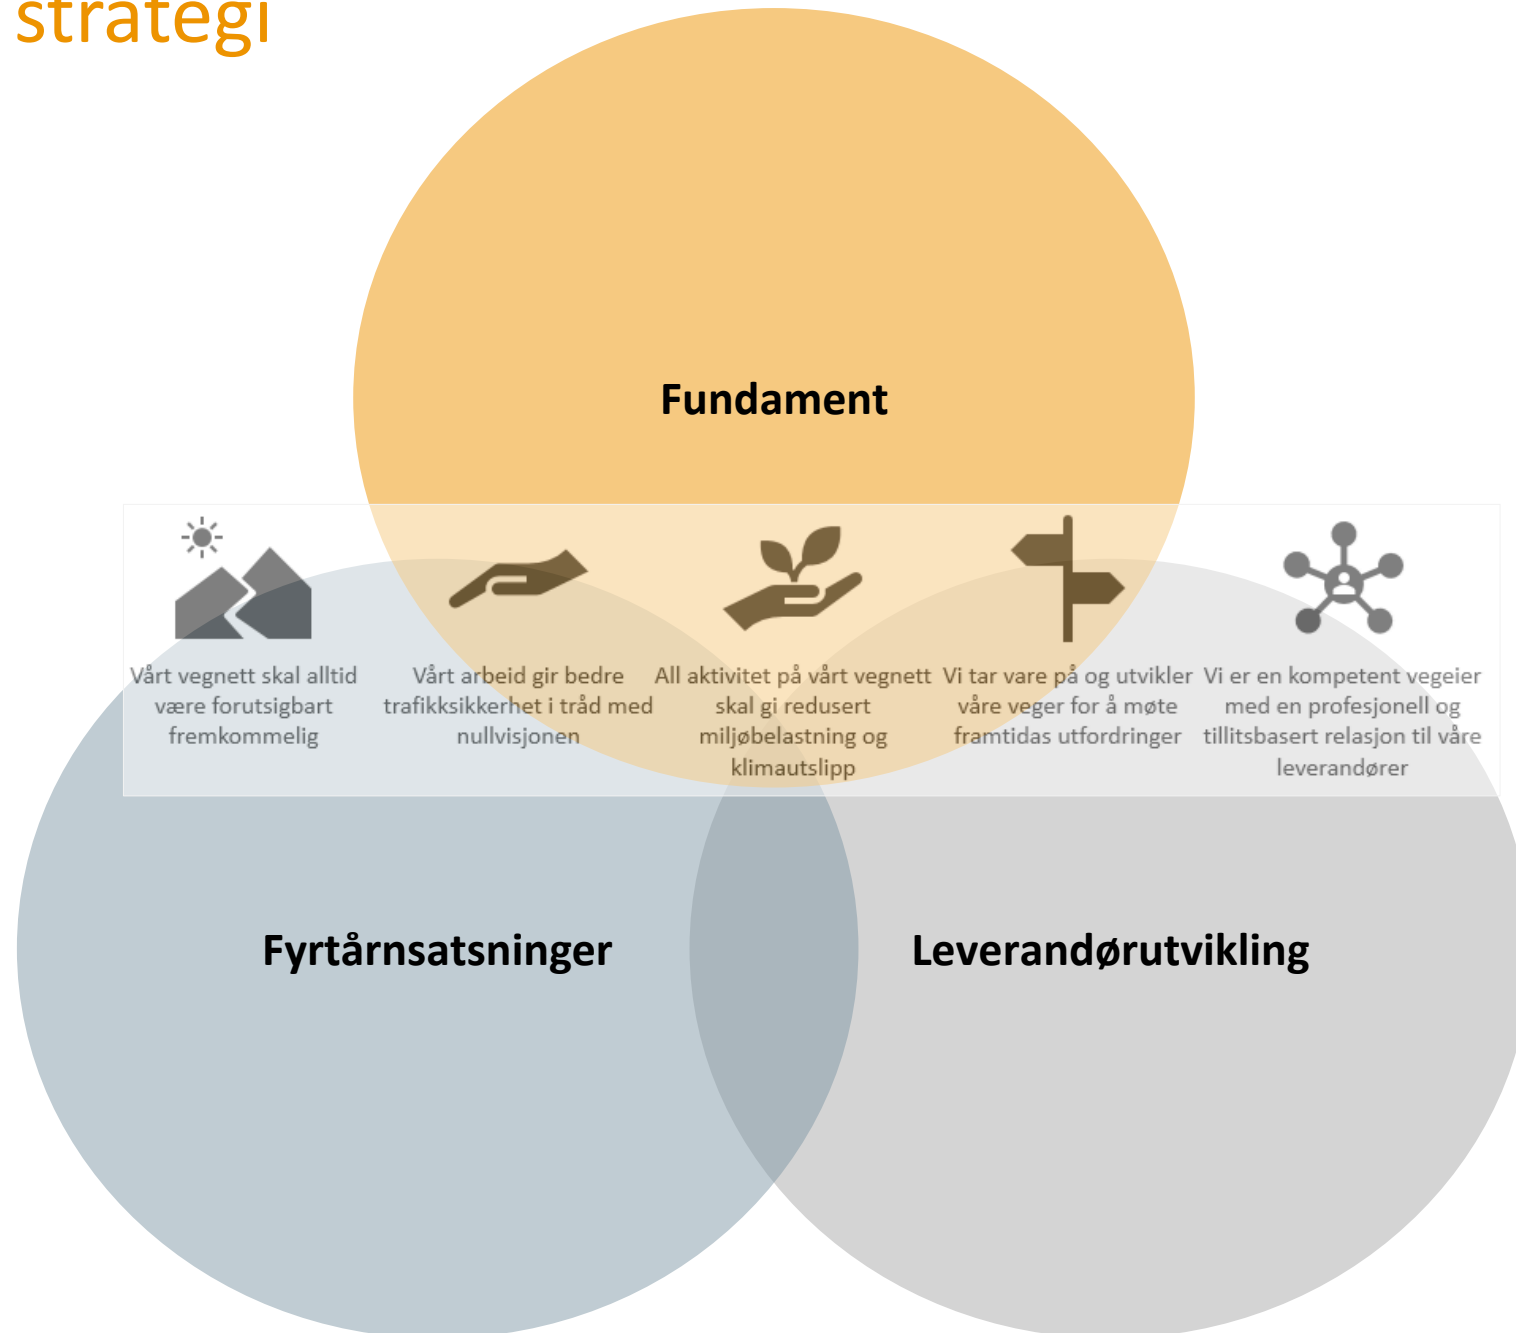 strategi
Fundament
Vårt vegnett skal alltid
være forutsigbart
fremkommelig
Vårt arbeid gir bedre
trafikksikkerhet i tråd med
nullvisjonen
All aktivitet på vårt vegnett
skal gi redusert
miljøbelastning og
klimautslipp
Vi tar vare på og utvikler
våre veger for å møte
framtidas utfordringer
Vi er en kompetent vegeier
med en profesjonell og
tillitsbasert relasjon til våre
leverandører
Fyrtårnsatsninger
Leverandørutvikling